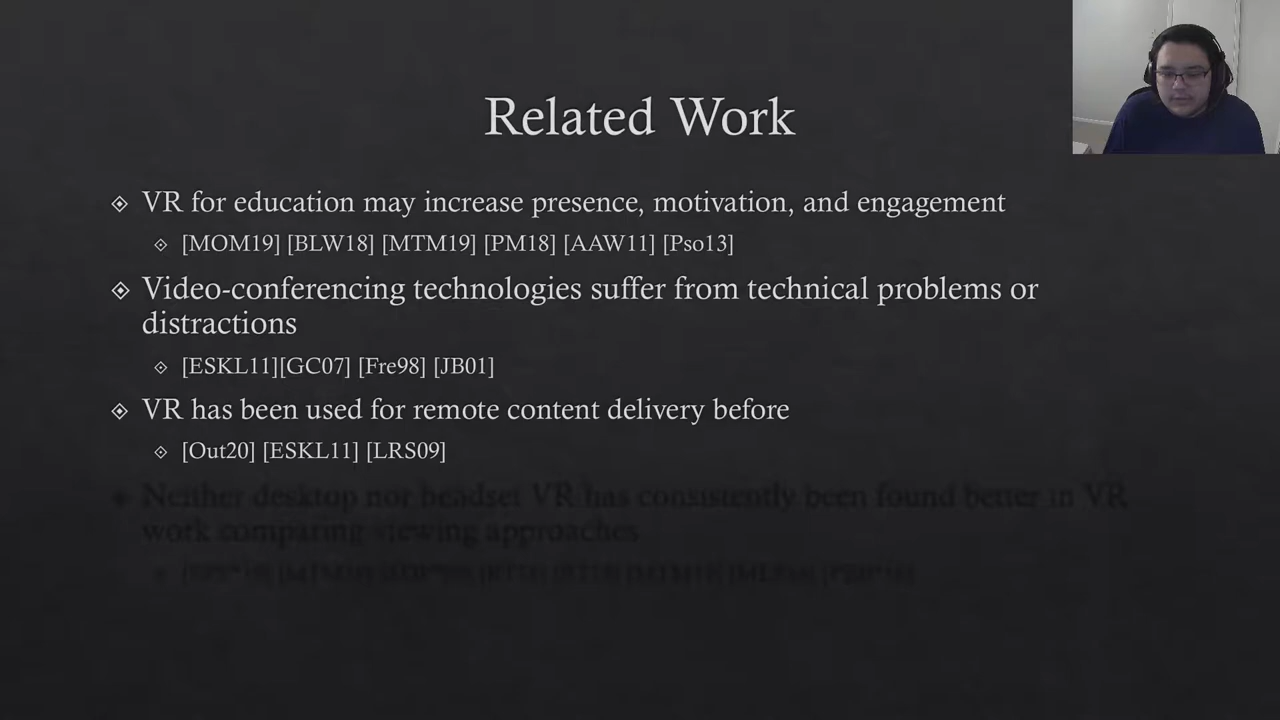 Related Work
VR for education may increase presence, motivation, and engagement
[MOM19] [BLW18] [MTM19] [PM18] [AAW11] [Pso13]
Video-conferencing technologies suffer from technical problems or
distractions
[ESKL11][GC07] [Fre98] [JB01]
VR has been used for remote content delivery before
[Out20] [ESKL11] [LRS09]
Neither desktop nor headset VR has consistently been found better in VR
work comparing viewing approaches